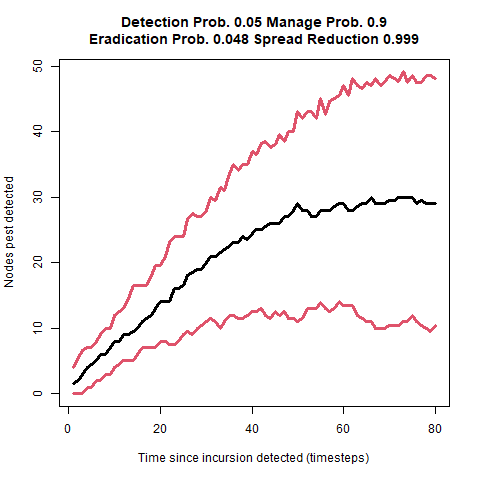 Detection Prob. 0.05 Manage Prob. 0.9
Eradication Prob. 0.048 Spread Reduction 0.999
50
40
30
20
10
0
Nodes pest detected
0 20 40 60 80
Time since incursion detected (timesteps)